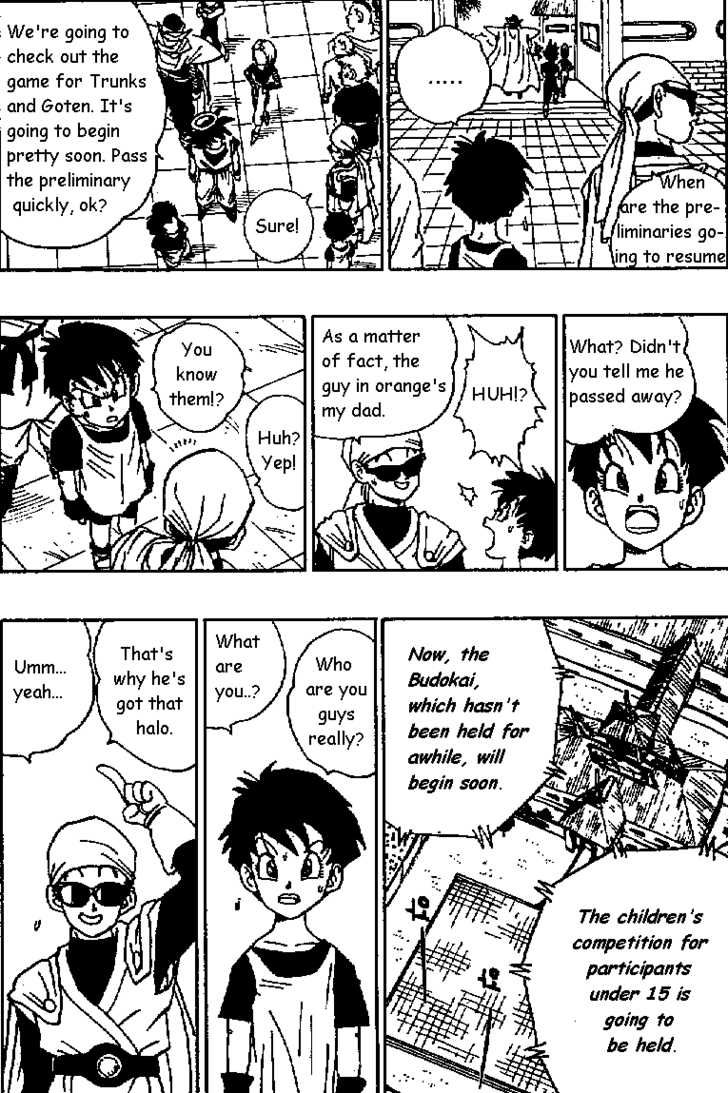 We're going to
check out the
game for Trunks
and Goten. It's
going to begin
pretty soon. Pass
the preliminary
quickly, ok?
Sure!
.....
When
are the pre-
liminaries go-
ing to resume
You
know
them!?
Huh?
Yep!
As a matter
of fact, the
guy in orange's
my dad.
HUH!?
What? Didn't
you tell me he
passed away?
Umm...
yeah...
That's
why he's
got that
halo.
What
are
you..?
Who
are you
guys
really?
Now, the
Budokai,
which hasn't
been held for
awhile, will
begin soon.
The children's
competition for
participants
under 15 is
going to
be held.